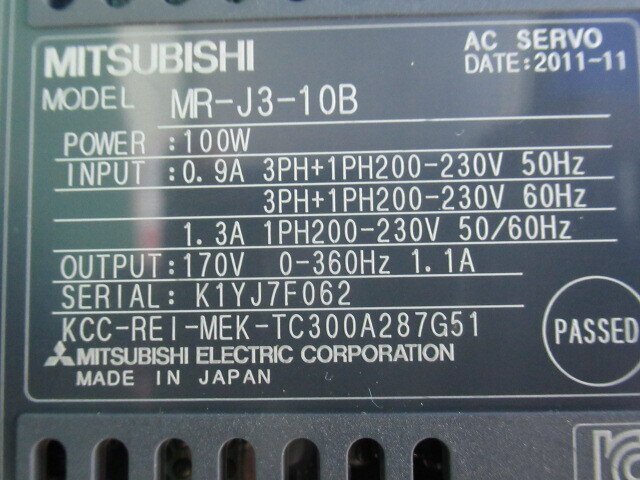 MITSUBISHI
AC SERVO
DATE:2011-11
MODEL MR-J3-10B
POWER :100W
INPUT :0.9A 3PH+1PH200-230V 50Hz
3PH+1PH200-230V 60Hz
1.3A 1PH200-230V 50/60Hz
OUTPUT:170V 0-360Hz 1.1A
SERIAL: K1YJ7F062
KCC-REI-MEK-TC300A287G51
PASSED
MITSUBISHI ELECTRIC CORPORATION
MADE IN JAPAN